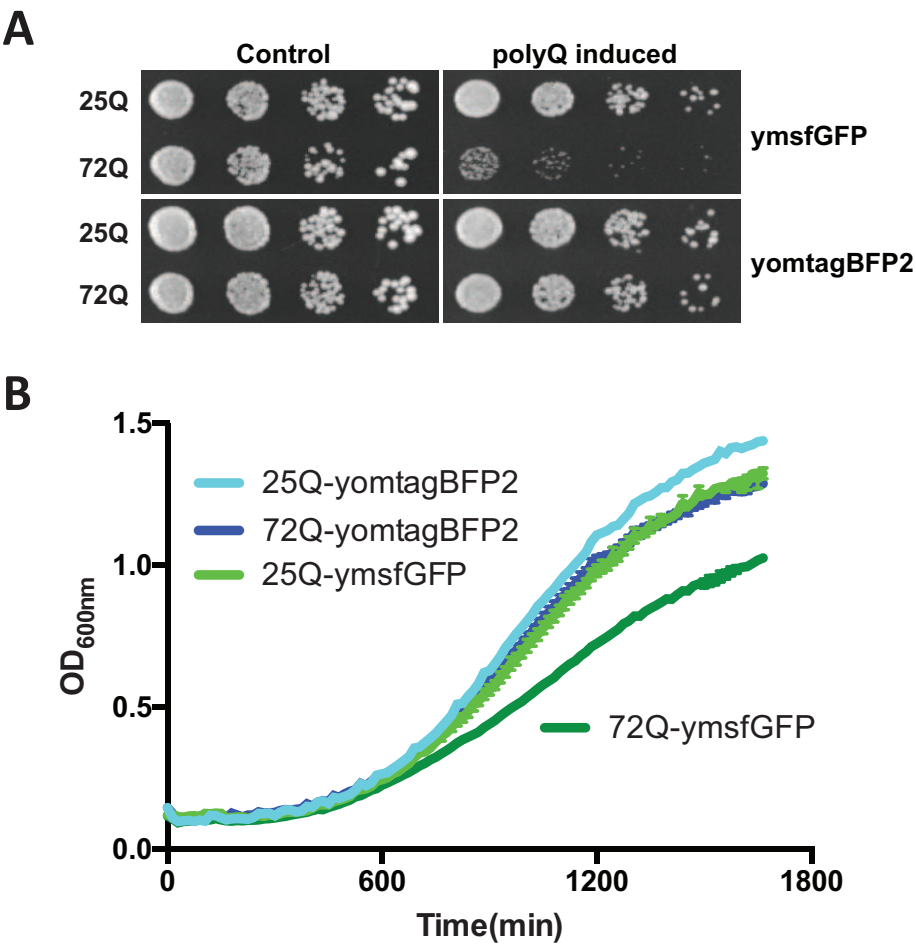 A
Control
polyQ induced
25Q
72Q
ymsfGFP
25Q
72Q
yomtagBFP2
B
1.5
1.0
0.5
0.0
OD600nm
25Q-yomtagBFP2
72Q-yomtagBFP2
25Q-ymsfGFP
72Q-ymsfGFP
0
600
1200
1800
Time(min)